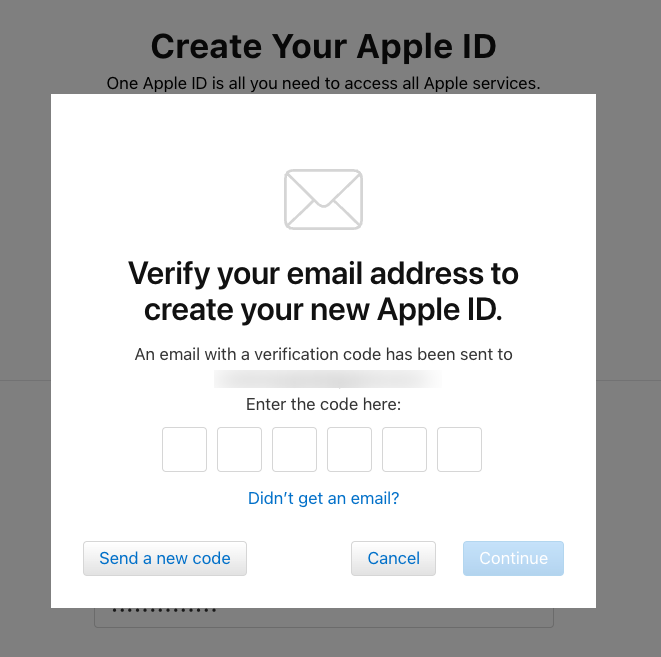 Create Your Apple ID
One Apple ID is all you need to access all Apple services.
Verify your email address to
create your new Apple ID.
An email with a verification code has been sent to
Enter the code here:
Didn’t get an email?
Send a new code
Cancel
Continue